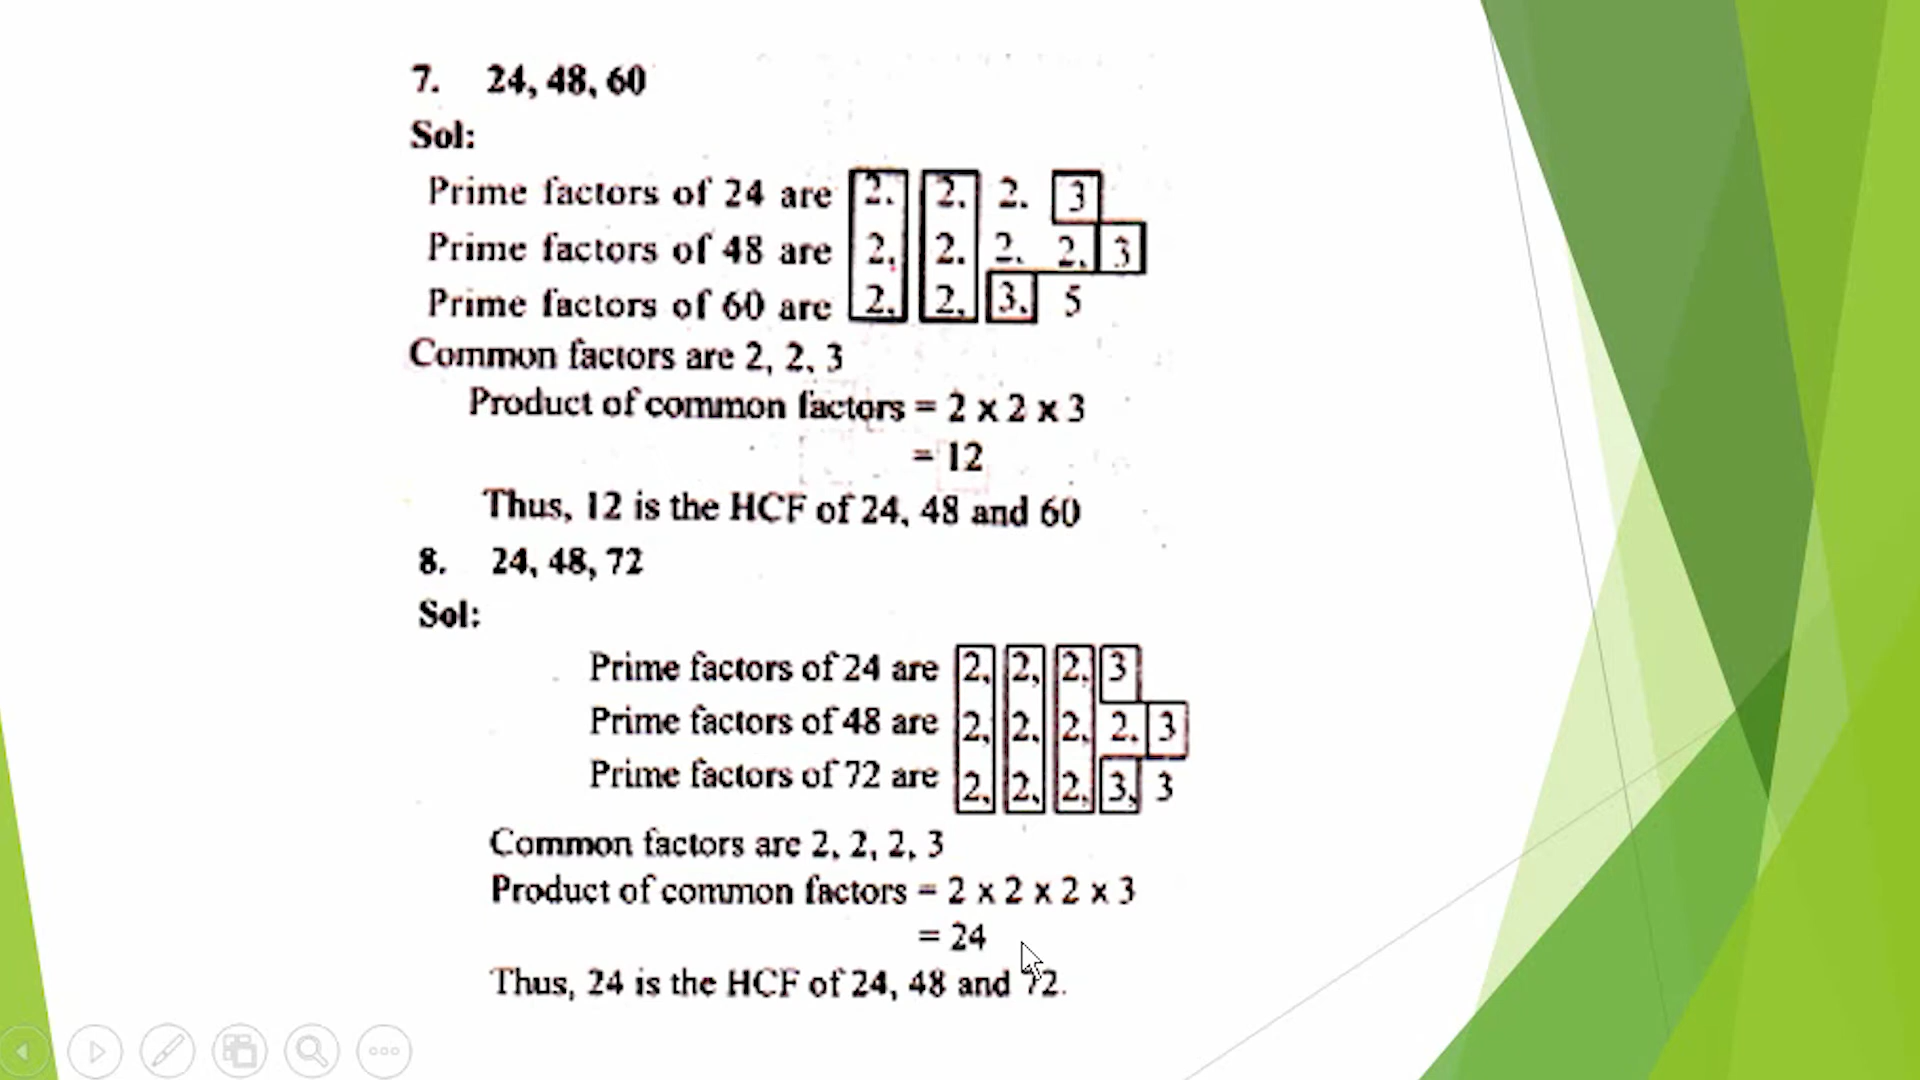 7. 24, 48, 60
Sol:
Prime factors of 24 are 2. 2. 2. 3
Prime factors of 48 are 2, 2. 2. 2. 3
Prime factors of 60 are 2. 2, 3. 5
Common factors are 2, 2, 3
Product of common factors = 2 x 2 x 3
= 12
Thus, 12 is the HCF of 24, 48 and 60
8. 24, 48, 72
Sol:
Prime factors of 24 are 2, 2, 2, 3
Prime factors of 48 are 2, 2, 2, 2, 3
Prime factors of 72 are 2, 2, 2, 3, 3
Common factors are 2, 2, 2, 3
Product of common factors = 2 x 2 x 2 x 3
= 24
Thus, 24 is the HCF of 24, 48 and 72.